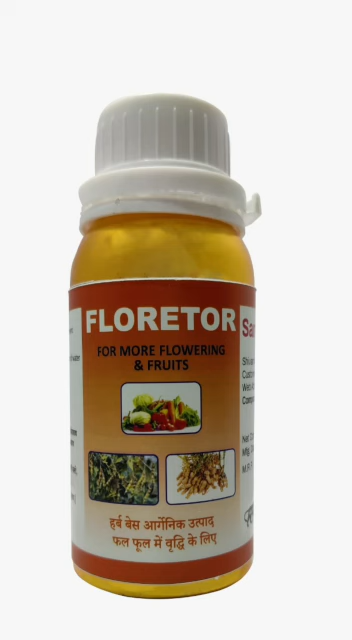 FLORETOR
FOR MORE FLOWERING
& FRUITS
हर्ब बेस आर्गेनिक उत्पाद
फल फूल में वृद्धि के लिए